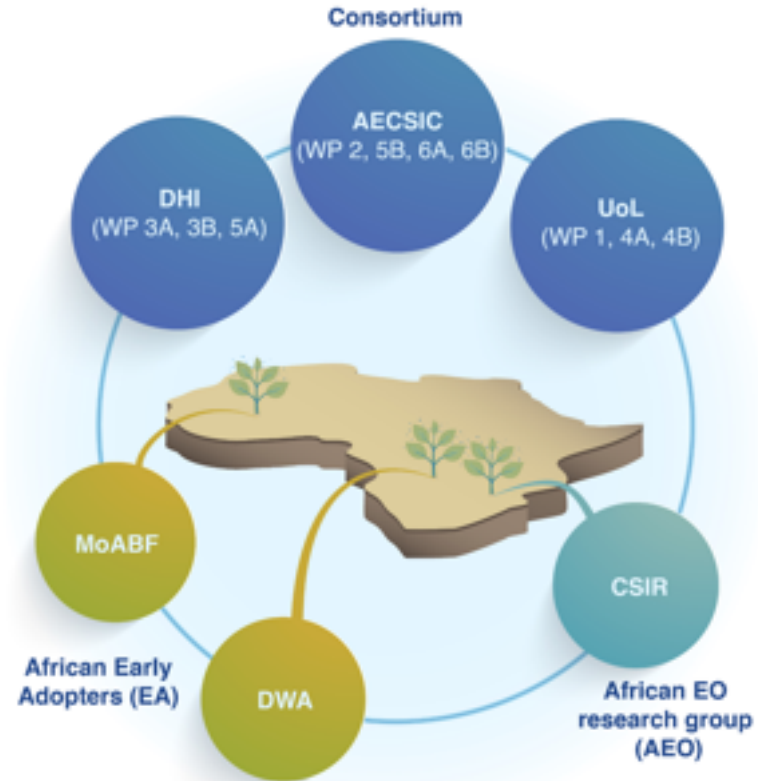 Consortium
AECSIC
(WP 2, 5B, 6A, 6B)
DHI
(WP 3A, 3B, 5A)
UoL
(WP 1, 4A, 4B)
MoABF
CSIR
African Early
Adopters (EA)
DWA
African EO
research group
(AEO)